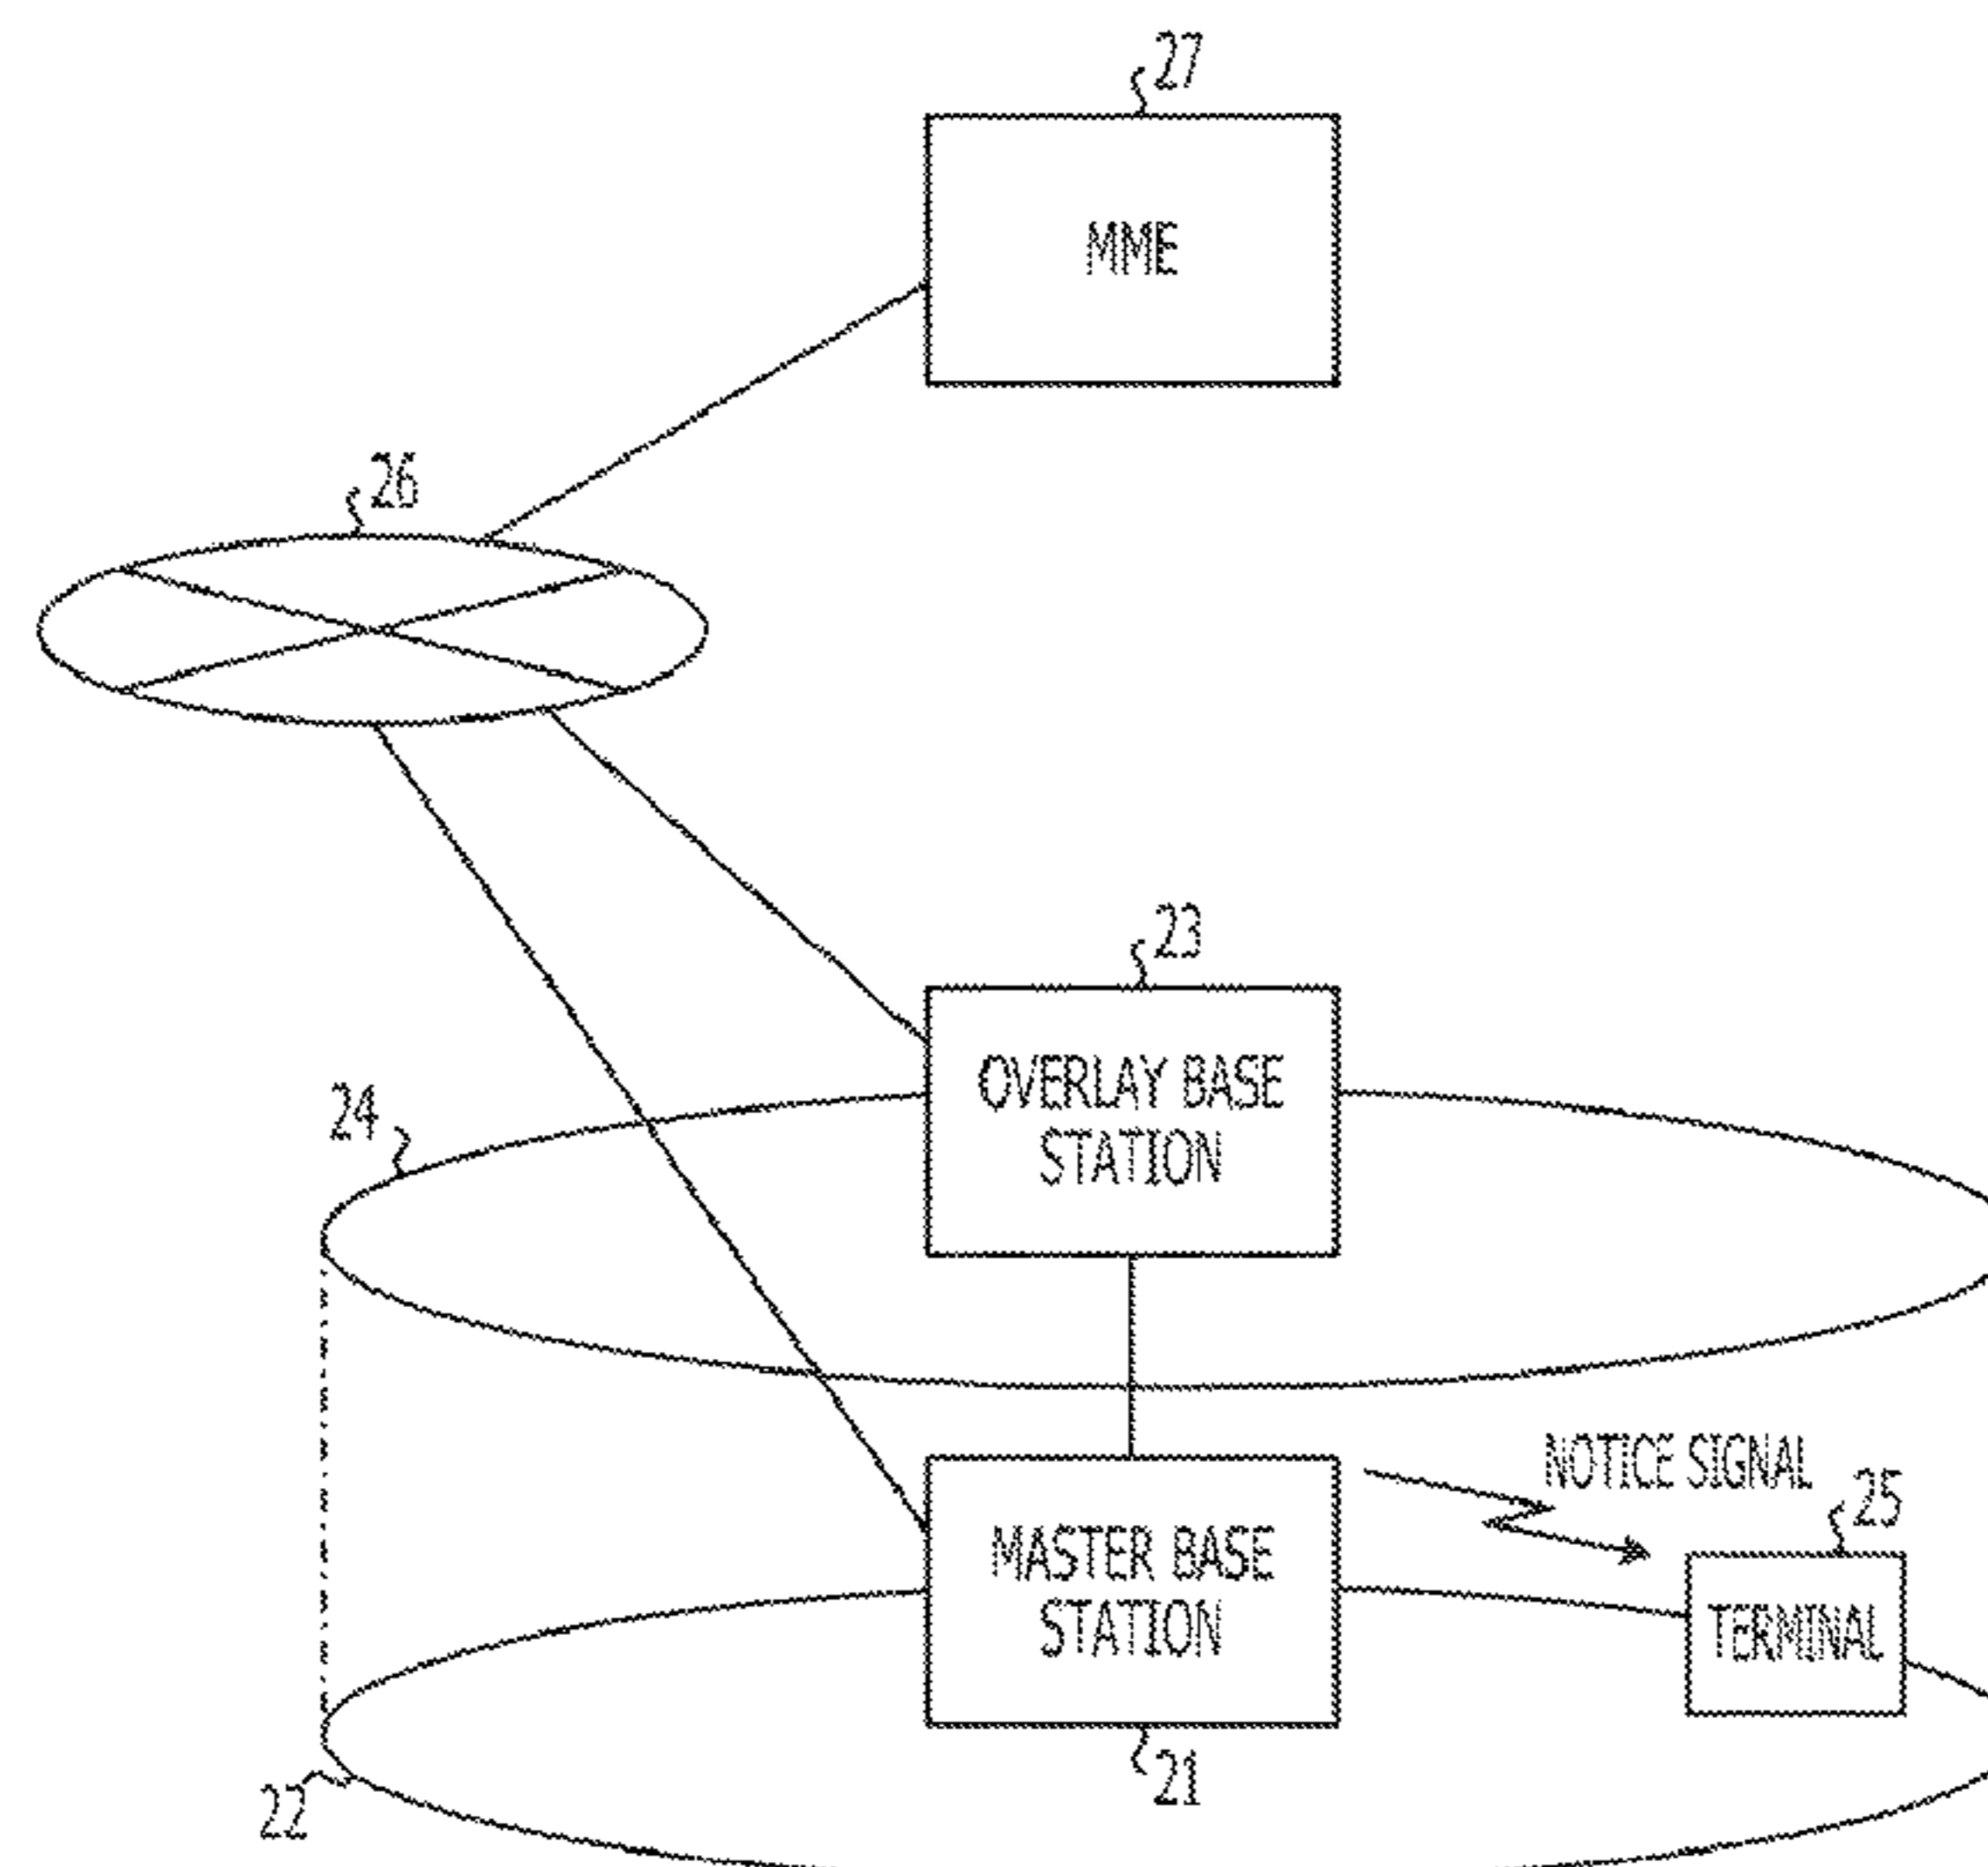 27
MME
26
23
OVERLAY BASE
STATION
24
NOTICE SIGNAL
25
MASTER BASE
STATION
TERMINAL
21
22